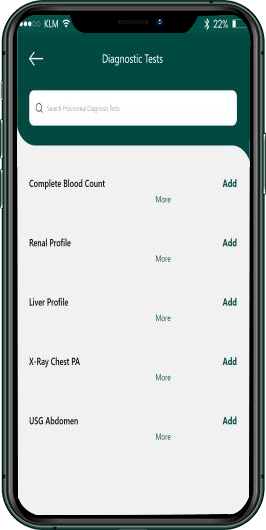 KLM 22%
Diagnostic Tests
Search Provisional Diagnostic Tests
Complete Blood Count Add
More
Renal Profile Add
More
Liver Profile Add
More
X-Ray Chest PA Add
More
USG Abdomen Add
More